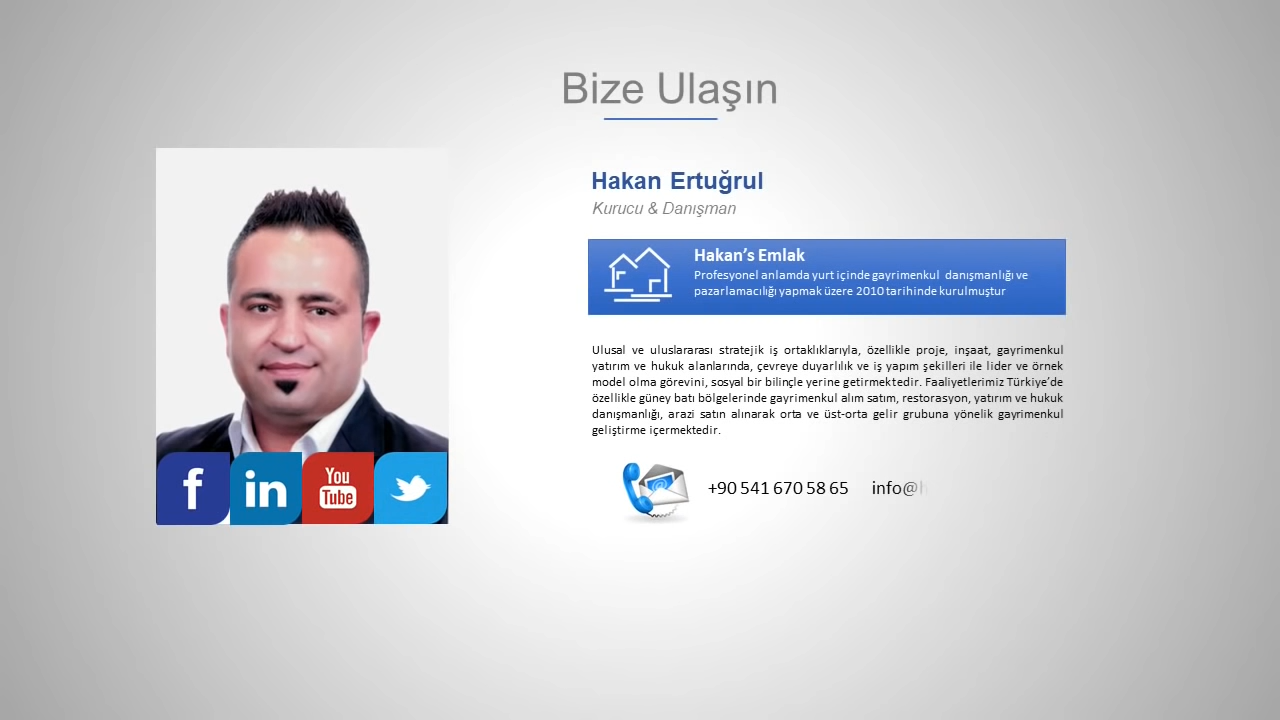 Bize Ulaşın
Hakan Ertuğrul
Kurucu & Danışman
Hakan’s Emlak
Profesyonel anlamda yurt içinde gayrimenkul danışmanlığı ve
pazarlamacılığı yapmak üzere 2010 tarihinde kurulmuştur
Ulusal ve uluslararası stratejik iş ortaklıklarıyla, özellikle proje, inşaat, gayrimenkul
yatırım ve hukuk alanlarında, çevreye duyarlılık ve iş yapım şekilleri ile lider ve örnek
model olma görevini, sosyal bir bilinçle yerine getirmektedir. Faaliyetlerimiz Türkiye’de
özellikle güney batı bölgelerinde gayrimenkul alım satım, restorasyon, yatırım ve hukuk
danışmanlığı, arazi satın alınarak orta ve üst-orta gelir grubuna yönelik gayrimenkul
geliştirme içermektedir.
f in You
Tube
+90 541 670 58 65 info@